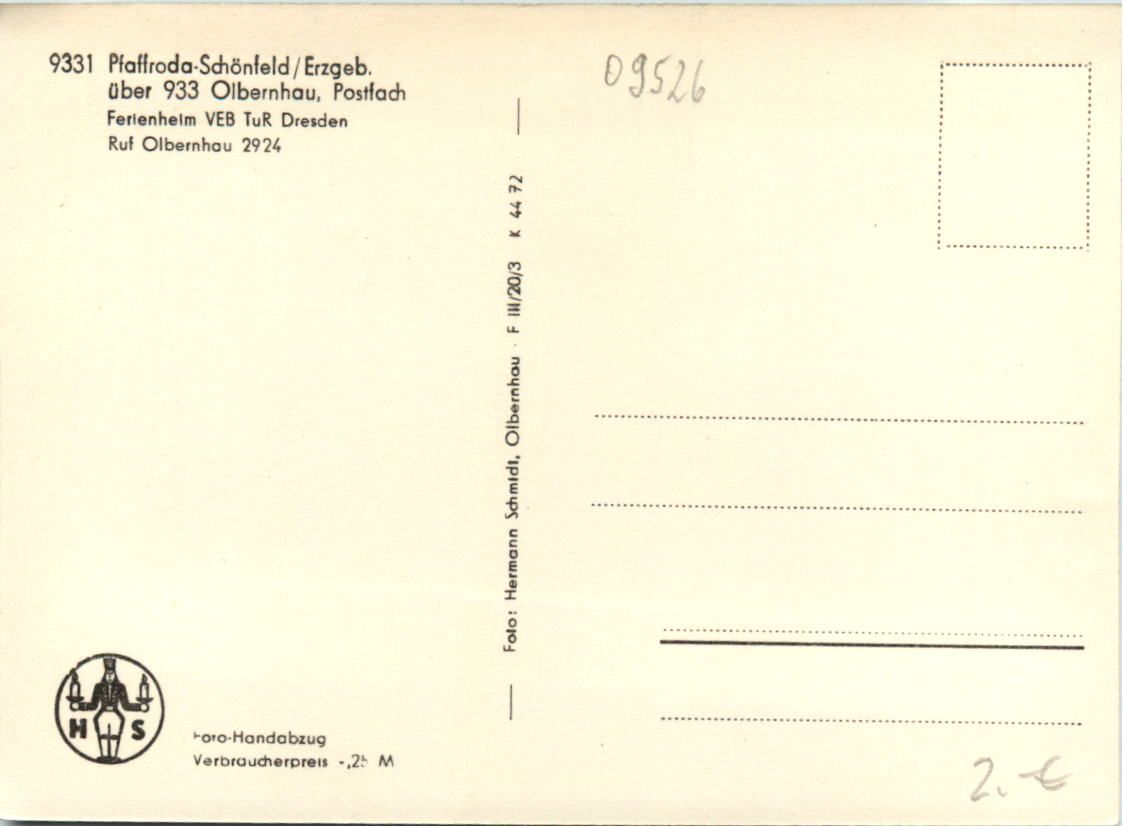 9331 Pfaffroda-Schönfeld/Erzgeb.
über 933 Olbernhau, Postfach
Ferienheim VEB TuR Dresden
Ruf Olbernhau 2924
09526
Foto: Hermann Schmidt, Olbernhau · F III/20/3 K 44 72
H S
Foto-Handabzug
Verbraucherpreis -,25 M
2.-€